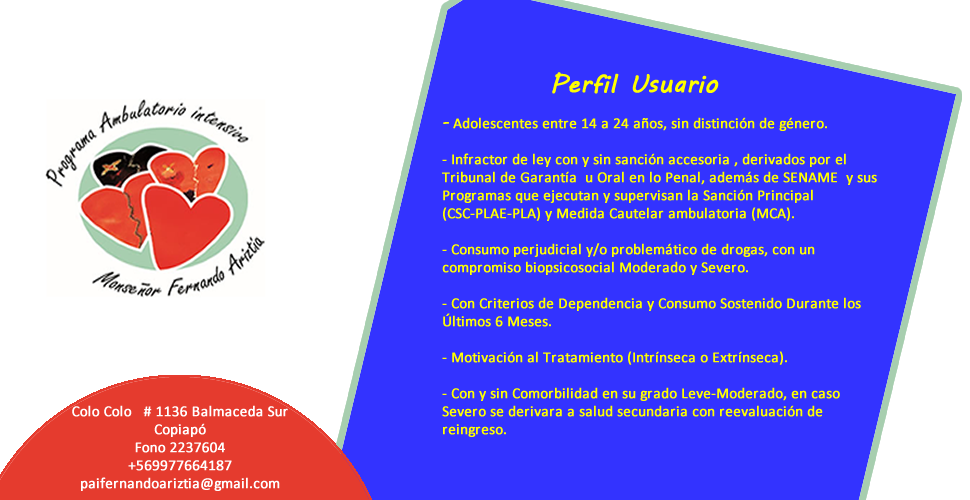 Programa Ambulatorio intensivo
Monseñor Fernando Ariztia
Perfil Usuario
- Adolescentes entre 14 a 24 años, sin distinción de género.
- Infractor de ley con y sin sanción accesoria , derivados por el
Tribunal de Garantía u Oral en lo Penal, además de SENAME y sus
Programas que ejecutan y supervisan la Sanción Principal
(CSC-PLAE-PLA) y Medida Cautelar ambulatoria (MCA).
- Consumo perjudicial y/o problemático de drogas, con un
compromiso biopsicosocial Moderado y Severo.
- Con Criterios de Dependencia y Consumo Sostenido Durante los
Últimos 6 Meses.
- Motivación al Tratamiento (Intrínseca o Extrínseca).
- Con y sin Comorbilidad en su grado Leve-Moderado, en caso
Severo se derivara a salud secundaria con reevaluación de
reingreso.
Colo Colo # 1136 Balmaceda Sur
Copiapó
Fono 2237604
+569977664187
paifernandoariztia@gmail.com